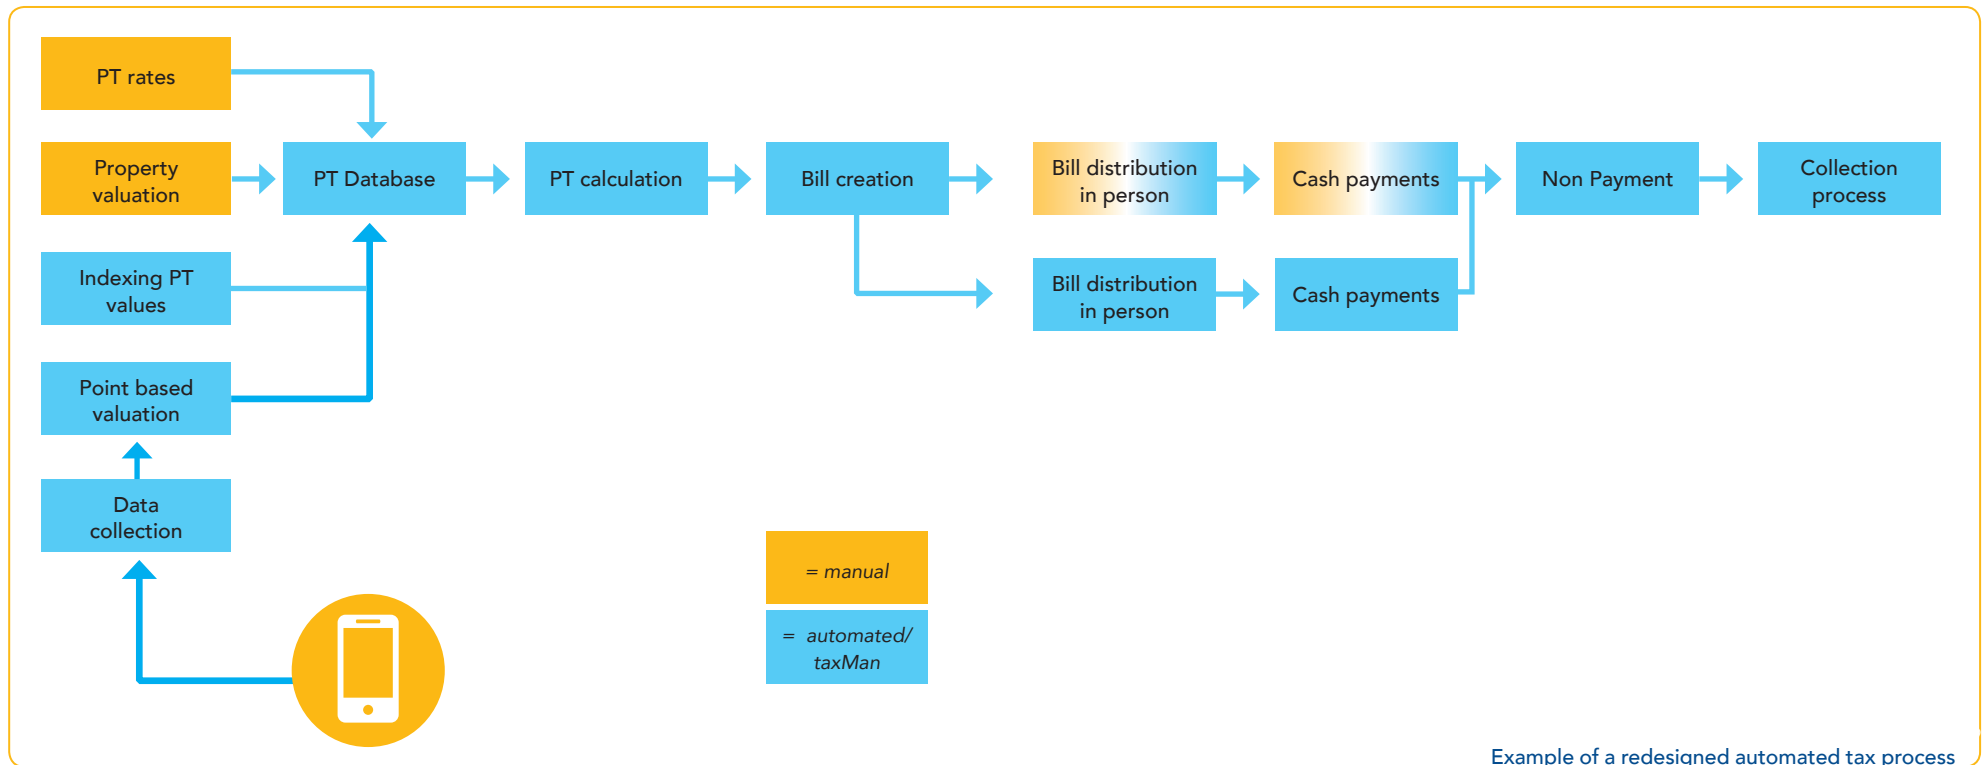 PT rates
Property
valuation
PT Database
PT calculation
Bill creation
Bill distribution
in person
Cash payments
Non Payment
Collection
process
Indexing PT
values
Bill distribution
in person
Cash payments
Point based
valuation
Data
collection
= manual
= automated/
taxMan
Example of a redesigned automated tax process